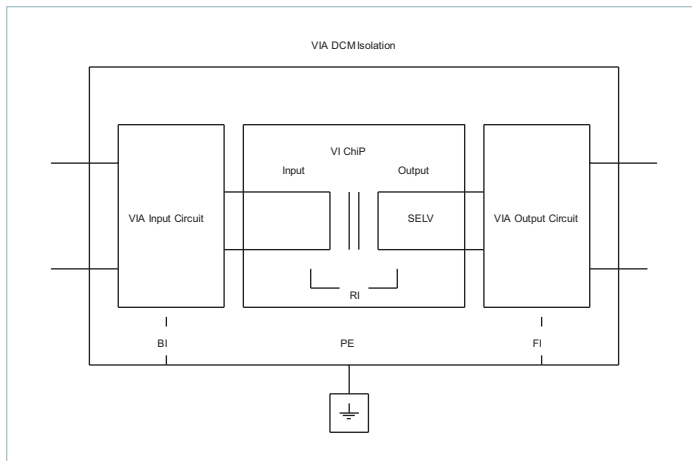 VIA DCM Isolation
VI ChiP
Input
Output
VIA Input Circuit
SELV
VIA Output Circuit
RI
BI
PE
FI